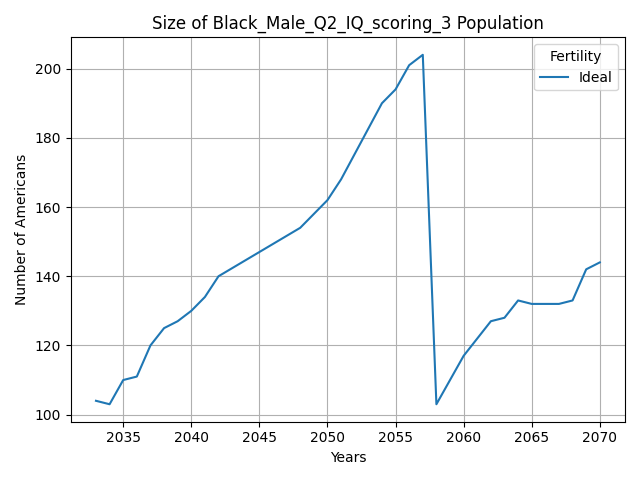 Size of Black_Male_Q2_IQ_scoring_3 Population
Fertility
Ideal
Number of Americans
200
180
160
140
120
100
2035 2040 2045 2050 2055 2060 2065 2070
Years